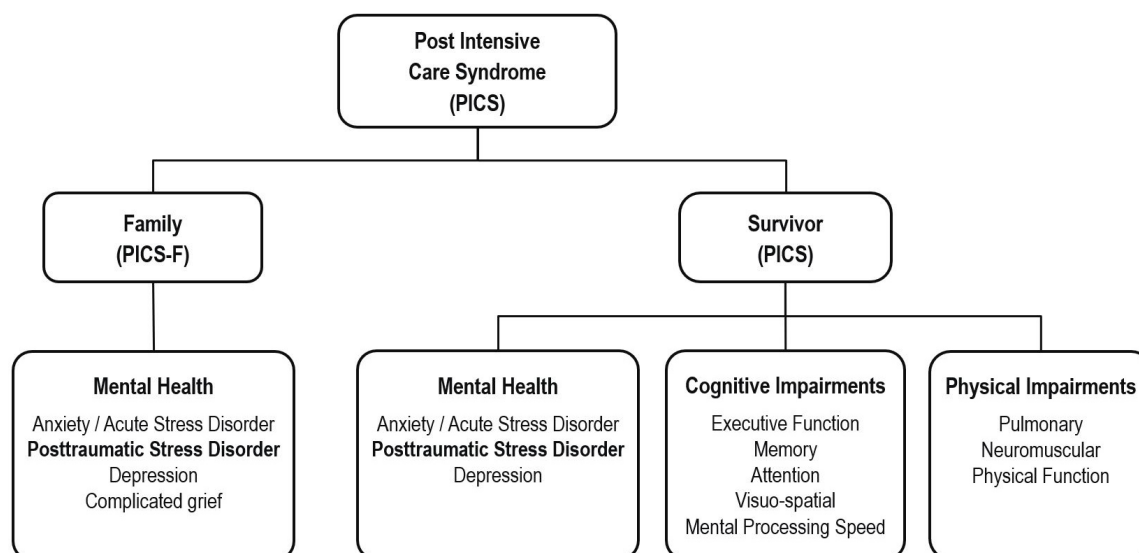 Post Intensive
Care Syndrome
(PICS)
Family
(PICS-F)
Survivor
(PICS)
Mental Health
Anxiety / Acute Stress Disorder
Posttraumatic Stress Disorder
Depression
Complicated grief
Mental Health
Anxiety / Acute Stress Disorder
Posttraumatic Stress Disorder
Depression
Cognitive Impairments
Executive Function
Memory
Attention
Visuo-spatial
Mental Processing Speed
Physical Impairments
Pulmonary
Neuromuscular
Physical Function